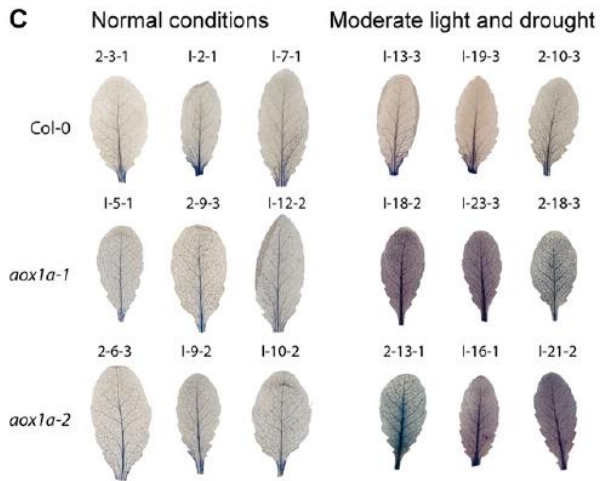 C Normal conditions Moderate light and drought
2-3-1 I-2-1 I-7-1 I-13-3 I-19-3 2-10-3
Col-0
I-5-1 2-9-3 I-12-2 I-18-2 I-23-3 2-18-3
aox1a-1
2-6-3 I-9-2 I-10-2 2-13-1 I-16-1 I-21-2
aox1a-2